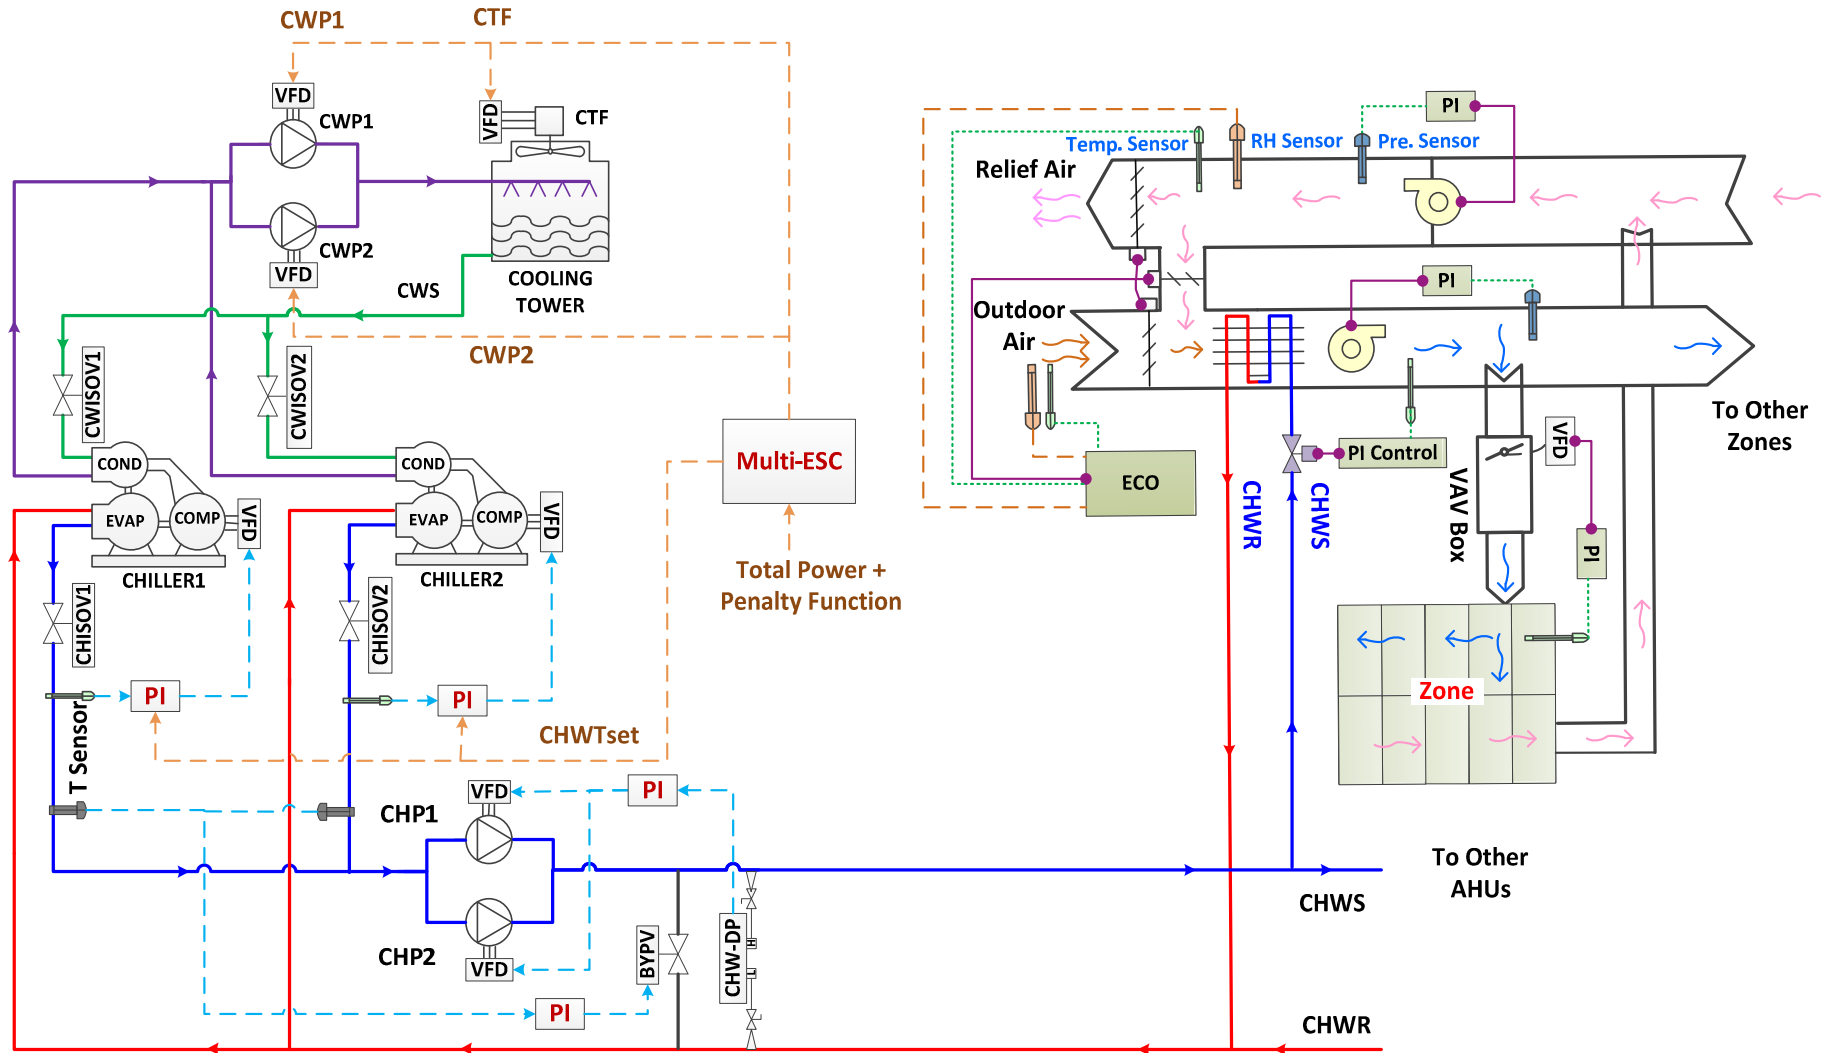 CWP1
CTF
VFD
CWP1
VFD
CTF
CWP2
VFD
CWS
COOLING
TOWER
CWP2
CWISOV1
CWISOV2
COND
EVAP
COMP
VFD
CHILLER1
COND
EVAP
COMP
VFD
CHILLER2
CHISOV1
CHISOV2
PI
PI
T Sensor
CHWTset
Multi-ESC
Total Power +
Penalty Function
CHP1
VFD
PI
CHP2
VFD
BYPV
CHW-DP
H
L
PI
PI
Temp. Sensor
RH Sensor
Pre. Sensor
Relief Air
PI
Outdoor
Air
To Other
Zones
ECO
PI Control
VFD
CHWR
CHWS
VAV Box
PI
Zone
To Other
AHUs
CHWS
CHWR